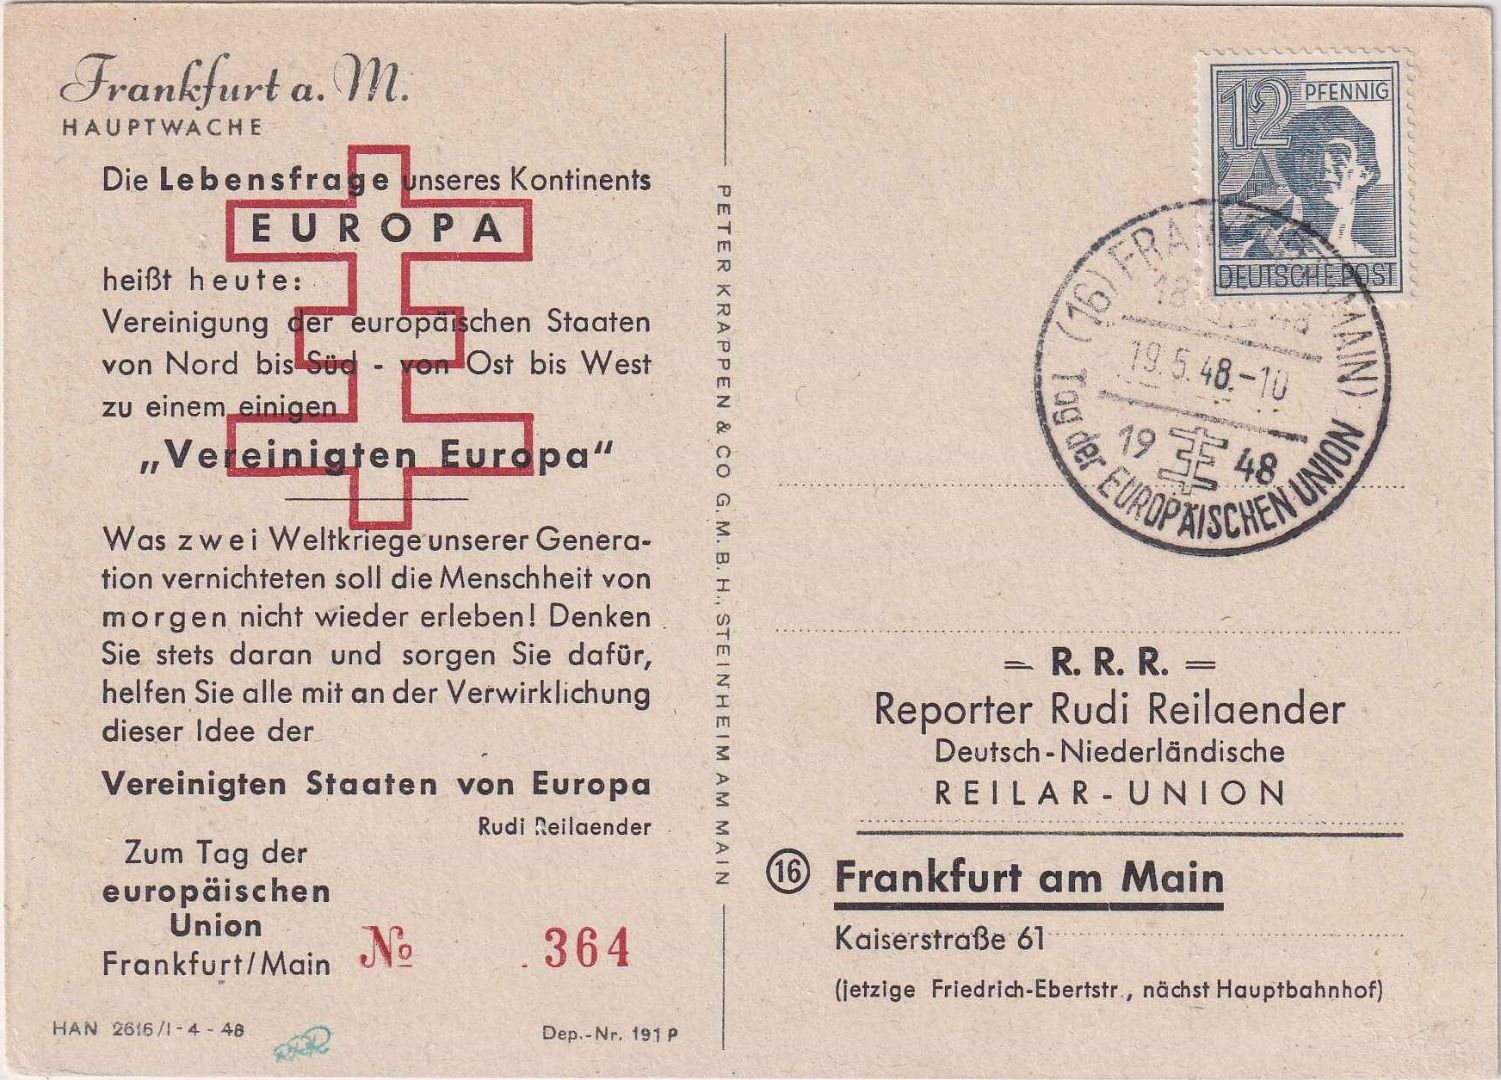 Frankfurt a. M.
HAUPTWACHE
Die Lebensfrage unseres Kontinents
EUROPA
heißt heute:
Vereinigung der europäischen Staaten
von Nord bis Süd - von Ost bis West
zu einem einigen
„Vereinigten Europa“
Was zwei Weltkriege unserer Genera-
tion vernichteten soll die Menschheit von
morgen nicht wieder erleben! Denken
Sie stets daran und sorgen Sie dafür,
helfen Sie alle mit an der Verwirklichung
dieser Idee der
Vereinigten Staaten von Europa
Rudi Reilaender
Zum Tag der
europäischen
Union
Frankfurt/Main
№ 364
HAN 2616/I-4-48
Dep.-Nr. 191 P
PETER KRAPPEN & CO G.M.B.H., STEINHEIM AM MAIN
12 PFENNIG
DEUTSCHE POST
(16) FRANKFURT (MAIN)
19.5.48.-10
19 48
Tag der EUROPÄISCHEN UNION
= R. R. R. =
Reporter Rudi Reilaender
Deutsch-Niederländische
REILAR-UNION
16 Frankfurt am Main
Kaiserstraße 61
(jetzige Friedrich-Ebertstr., nächst Hauptbahnhof)